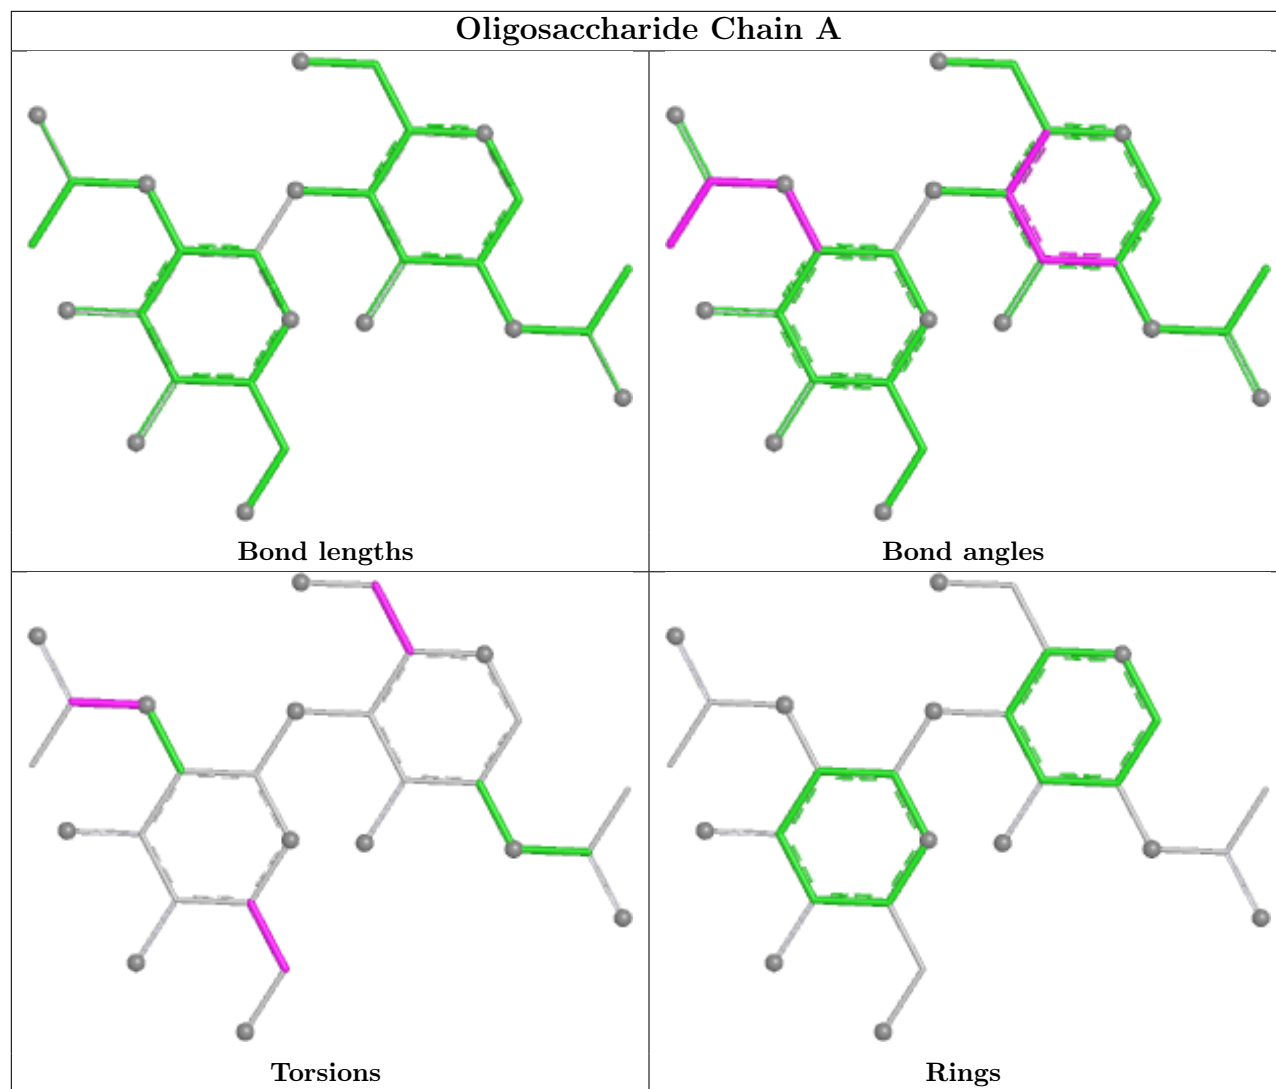 Oligosaccharide Chain A
Bond lengths
Bond angles
Torsions
Rings